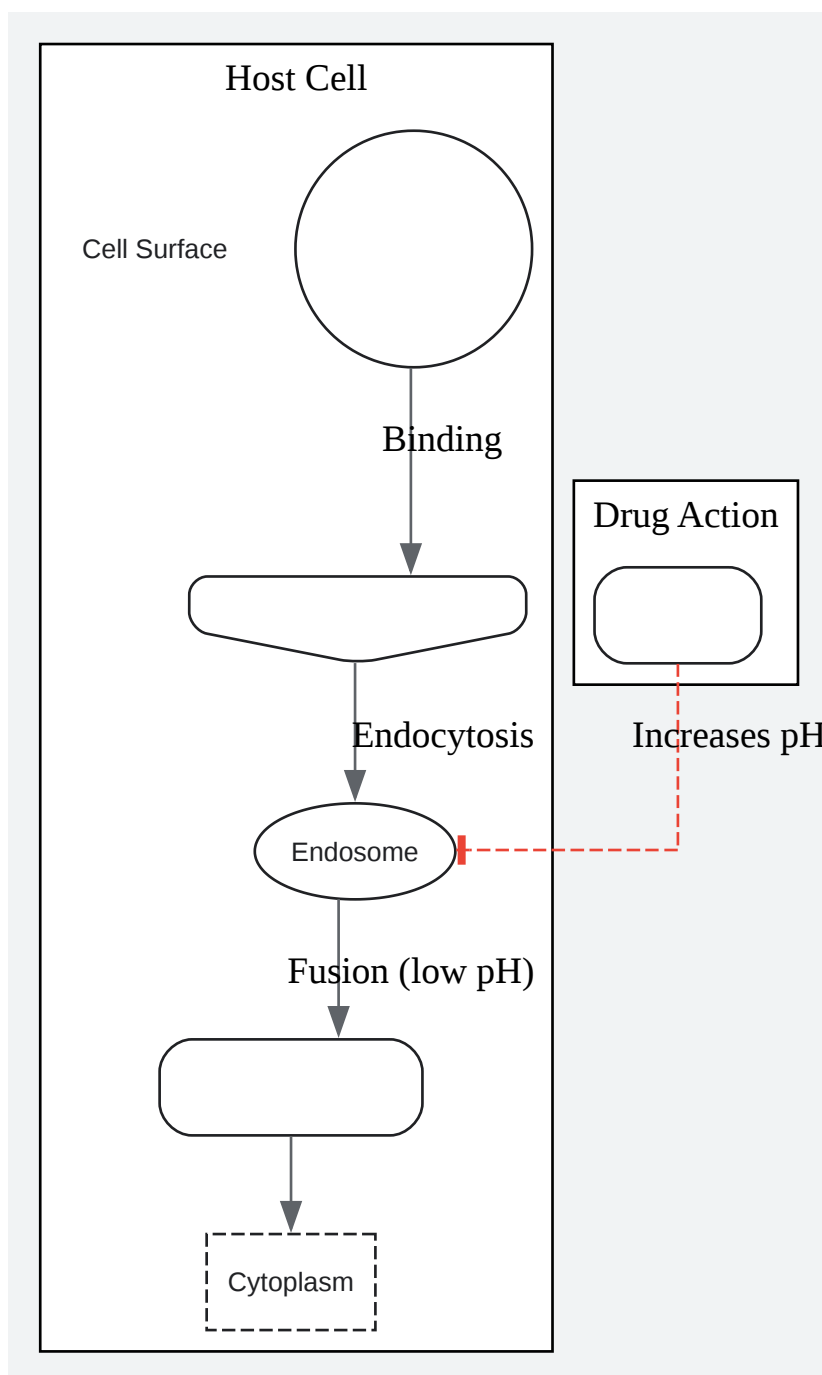 Host Cell
Cell Surface
Binding
Drug Action
Endocytosis
Increases pH
Endosome
Fusion (low pH)
Cytoplasm